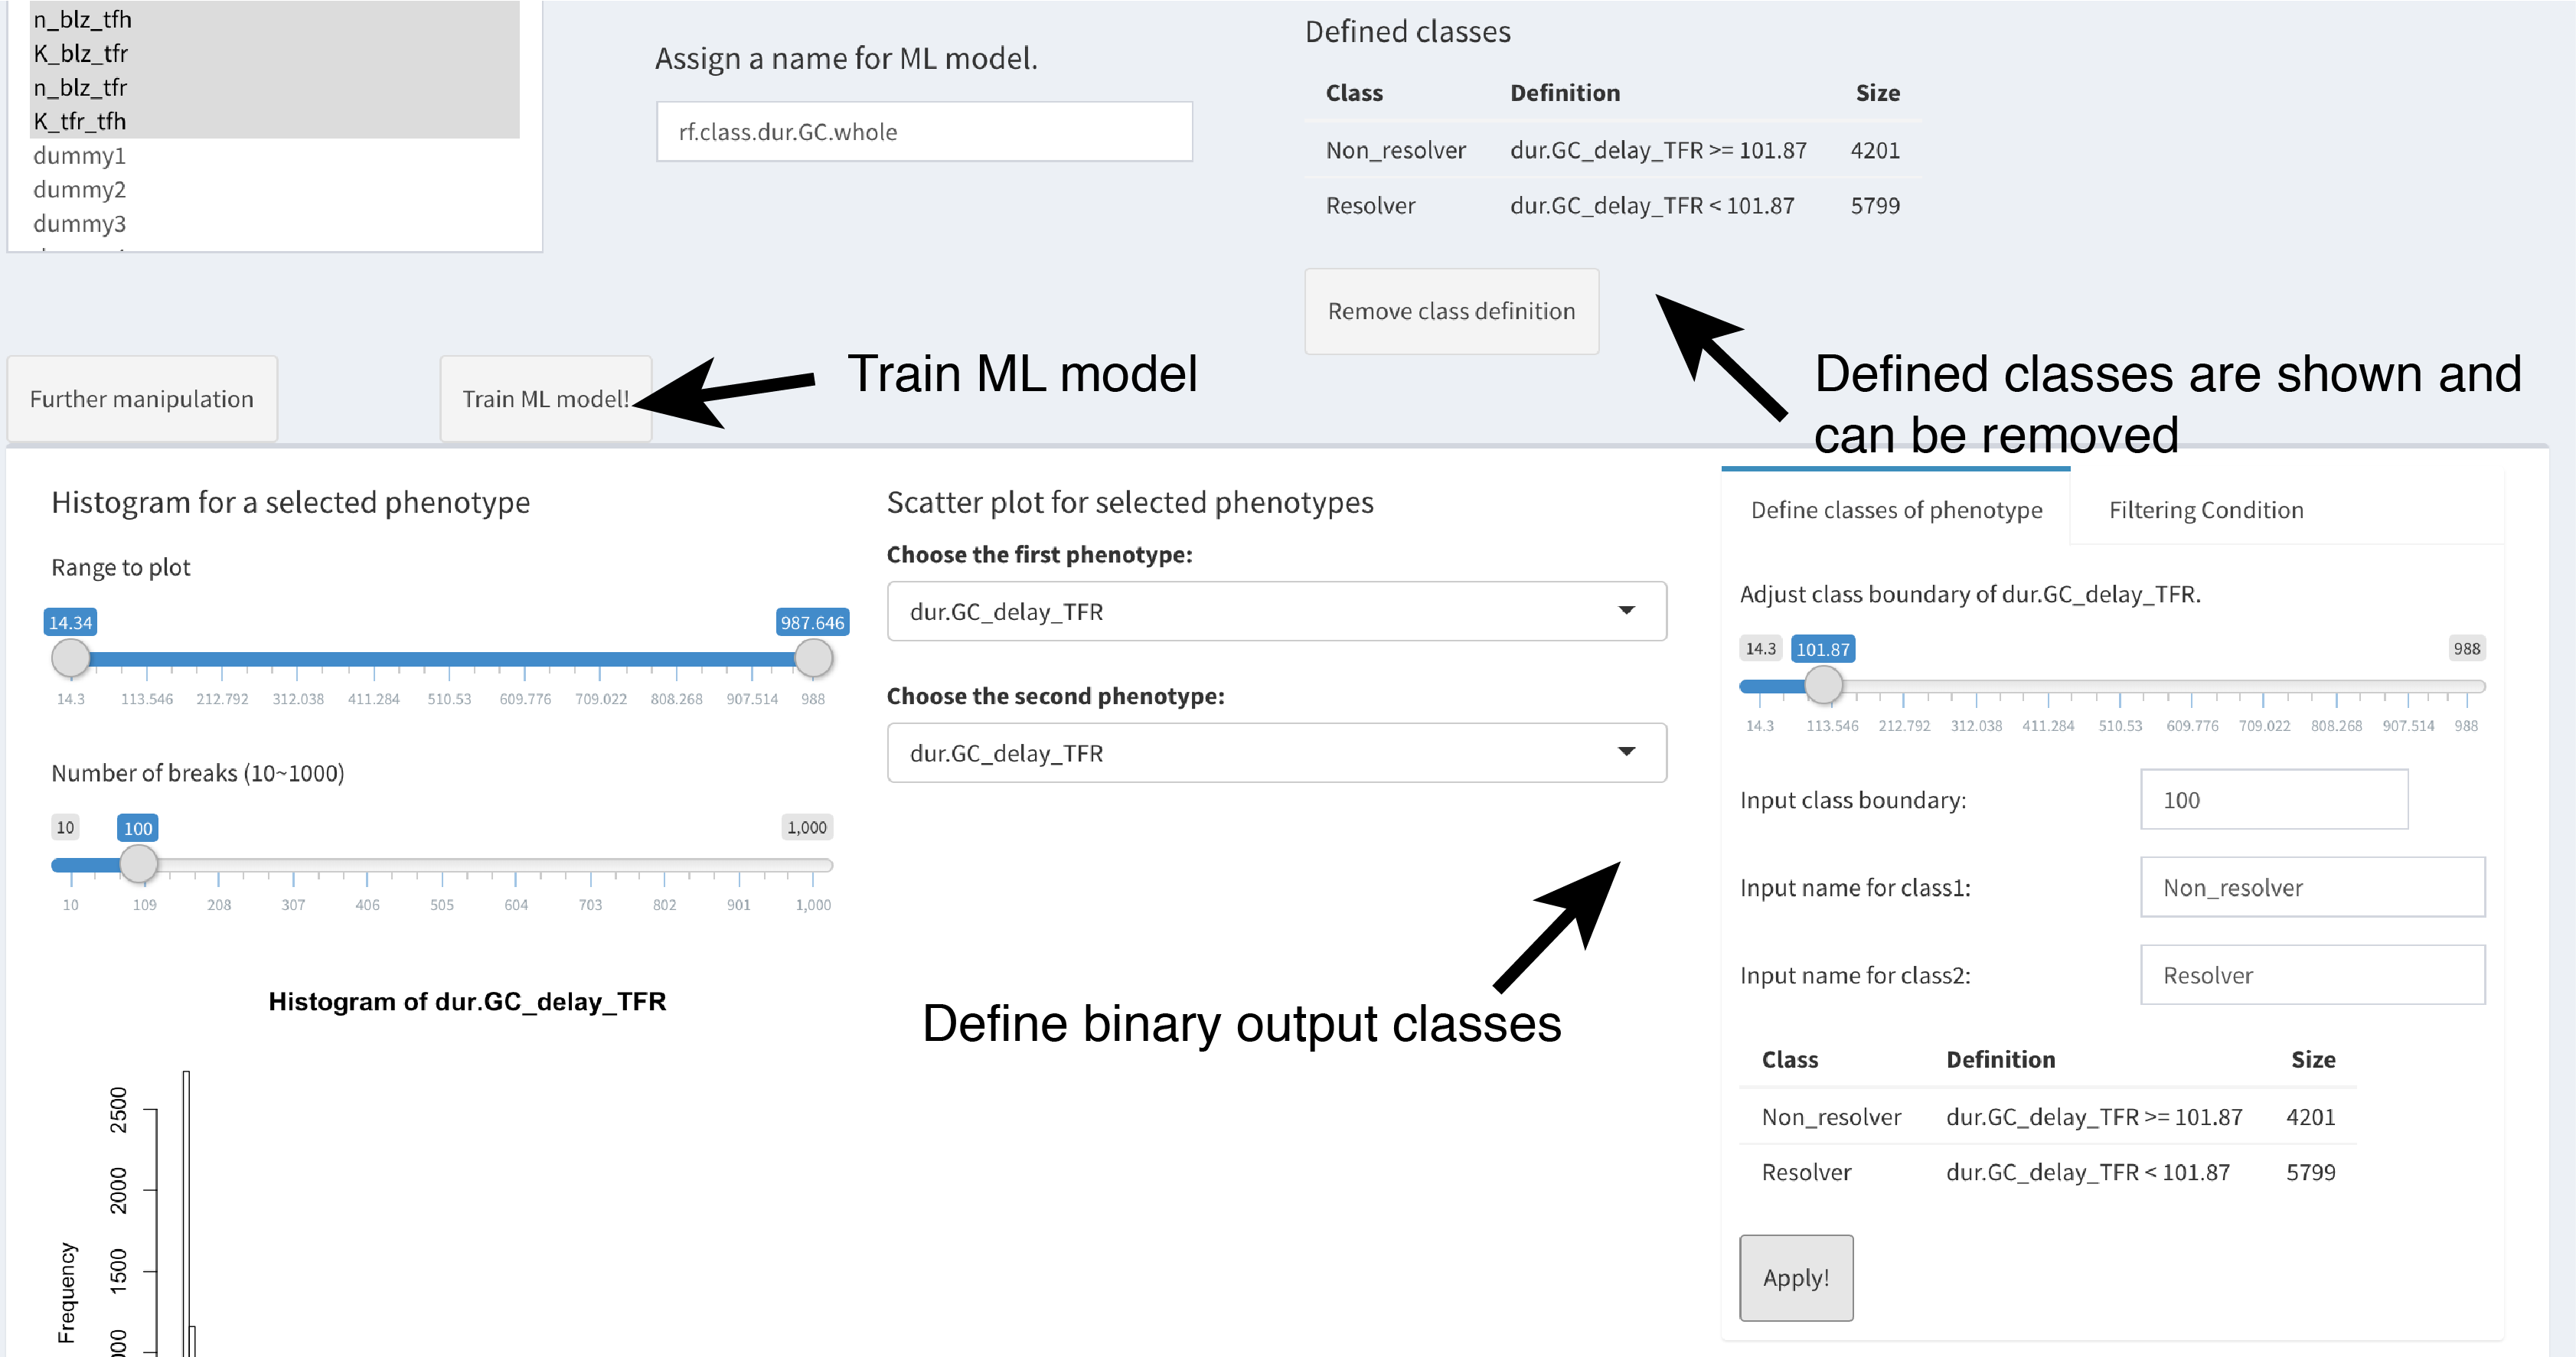 n_blz_tfh
K_blz_tfr
n_blz_tfr
K_tfr_tfh
dummy1
dummy2
dummy3
Assign a name for ML model.
rf.class.dur.GC.whole
Defined classes
Class Definition Size
Non_resolver dur.GC_delay_TFR >= 101.87 4201
Resolver dur.GC_delay_TFR < 101.87 5799
Remove class definition
Further manipulation
Train ML model!
Train ML model
Defined classes are shown and
can be removed
Histogram for a selected phenotype
Range to plot
14.34 987.646
14.3 113.546 212.792 312.038 411.284 510.53 609.776 709.022 808.268 907.514 988
Number of breaks (10~1000)
10 100 1,000
10 109 208 307 406 505 604 703 802 901 1,000
Histogram of dur.GC_delay_TFR
2500
2000
1500
Frequency
Scatter plot for selected phenotypes
Choose the first phenotype:
dur.GC_delay_TFR
Choose the second phenotype:
dur.GC_delay_TFR
Define binary output classes
Define classes of phenotype Filtering Condition
Adjust class boundary of dur.GC_delay_TFR.
14.3 101.87 988
14.3 113.546 212.792 312.038 411.284 510.53 609.776 709.022 808.268 907.514 988
Input class boundary: 100
Input name for class1: Non_resolver
Input name for class2: Resolver
Class Definition Size
Non_resolver dur.GC_delay_TFR >= 101.87 4201
Resolver dur.GC_delay_TFR < 101.87 5799
Apply!